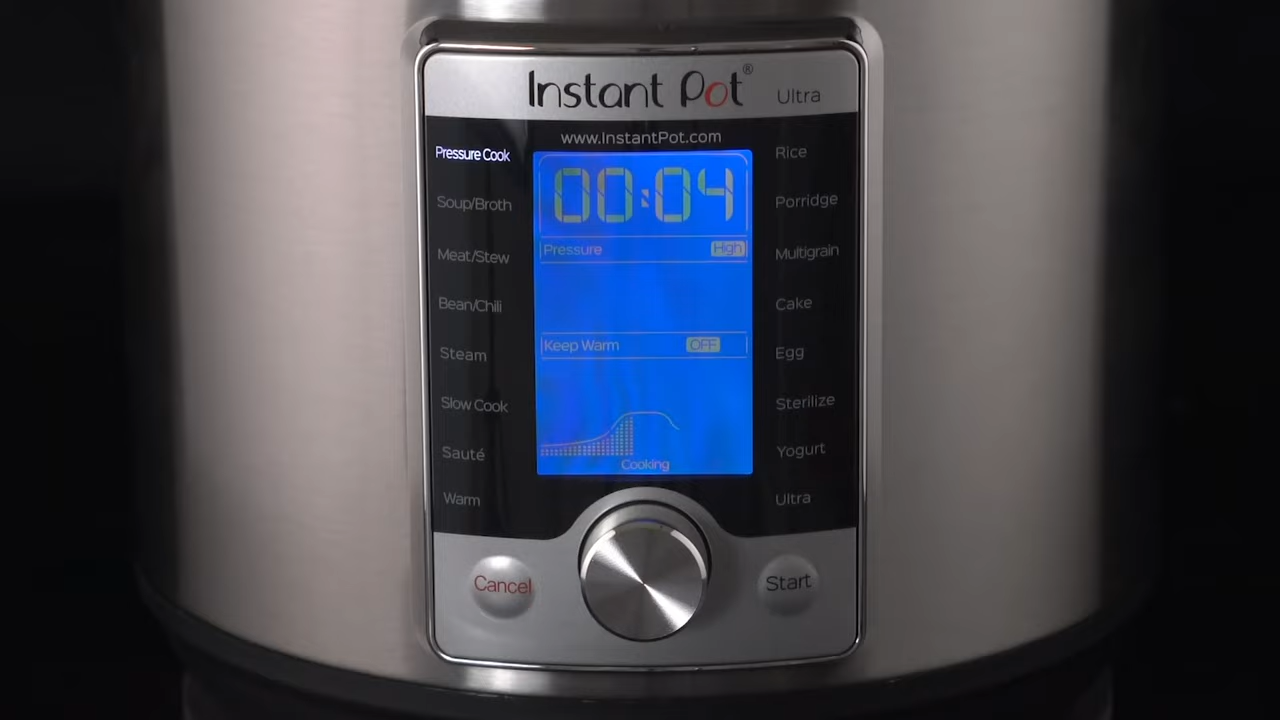 Instant Pot® Ultra
www.InstantPot.com
Pressure Cook
Soup/Broth
Meat/Stew
Bean/Chili
Steam
Slow Cook
Sauté
Warm
00:04
Pressure High
Keep Warm OFF
Cooking
Rice
Porridge
Multigrain
Cake
Egg
Sterilize
Yogurt
Ultra
Cancel
Start